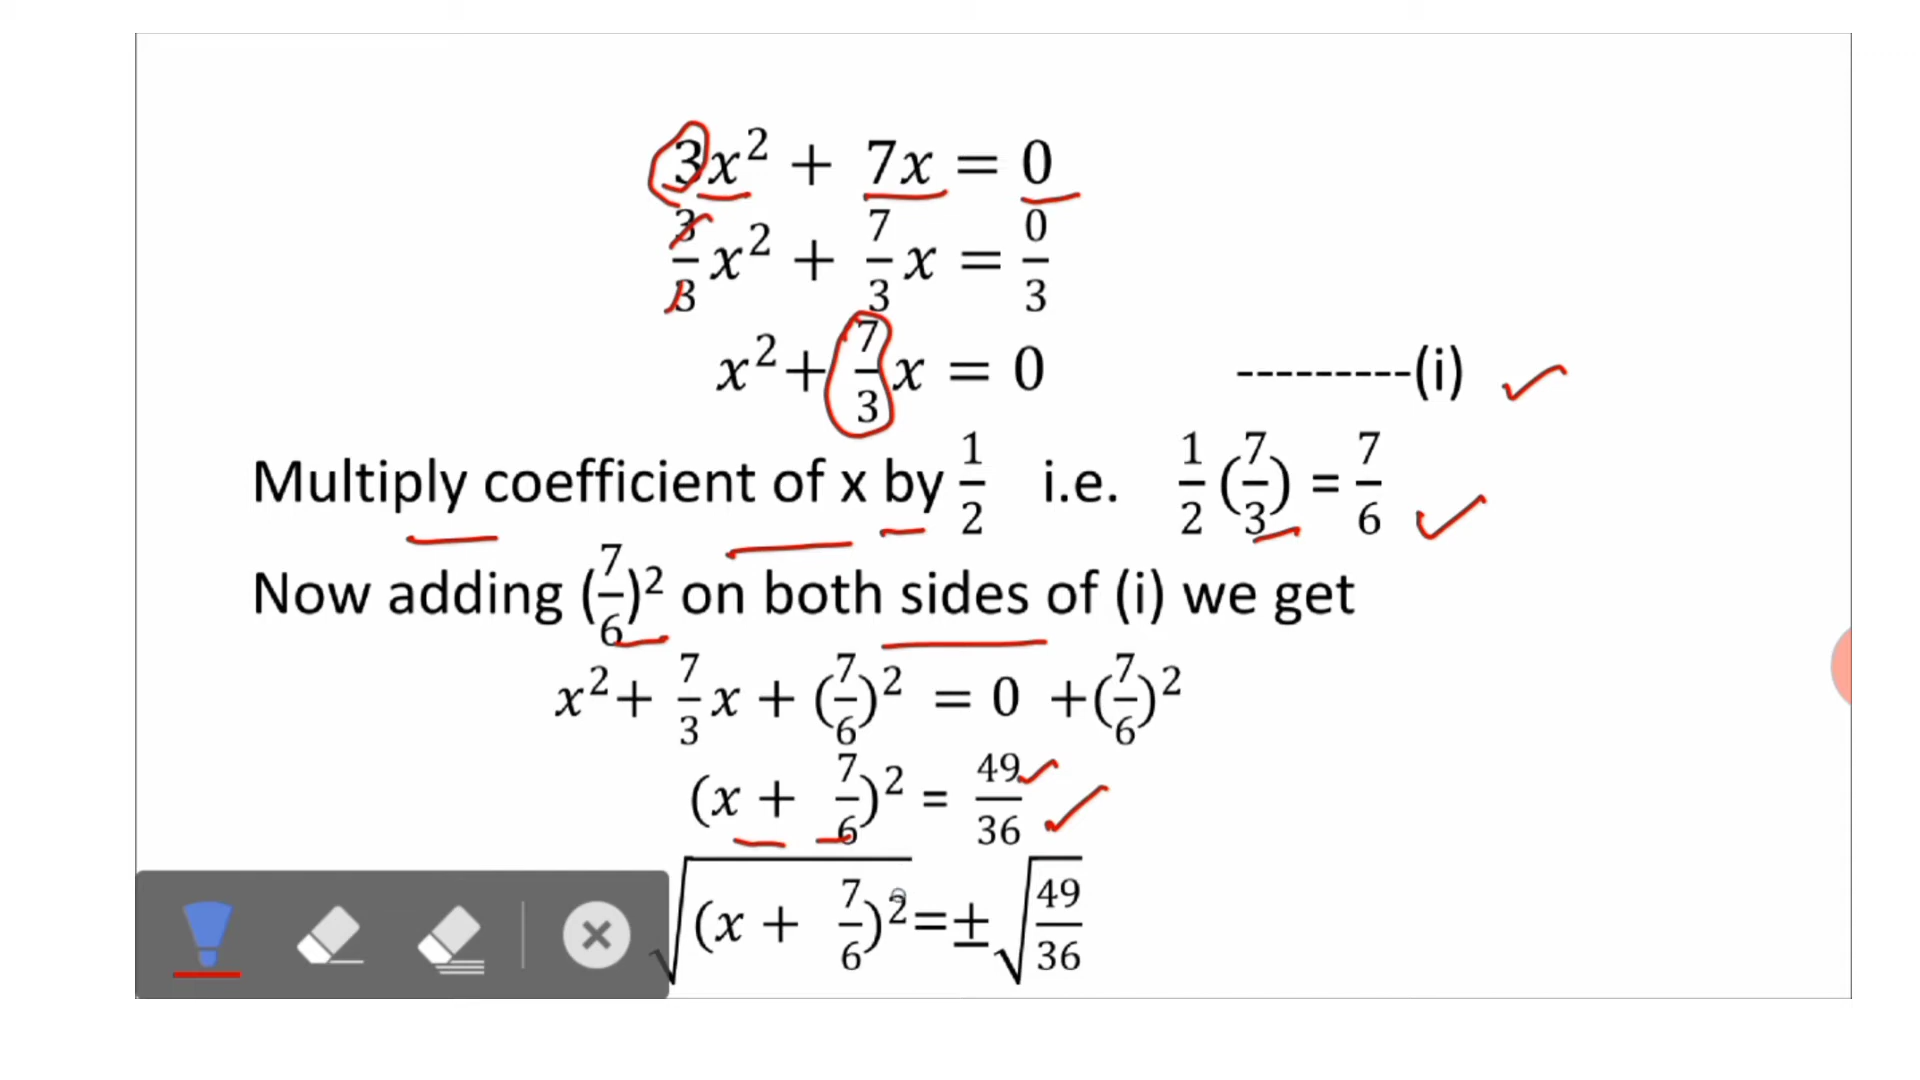 3x² + 7x = 0
3/3 x² + 7/3 x = 0/3
x² + 7/3 x = 0 ---------(i)
Multiply coefficient of x by 1/2 i.e. 1/2 (7/3) = 7/6
Now adding (7/6)² on both sides of (i) we get
x² + 7/3 x + (7/6)² = 0 + (7/6)²
(x + 7/6)² = 49/36
√(x + 7/6)² = ± √49/36